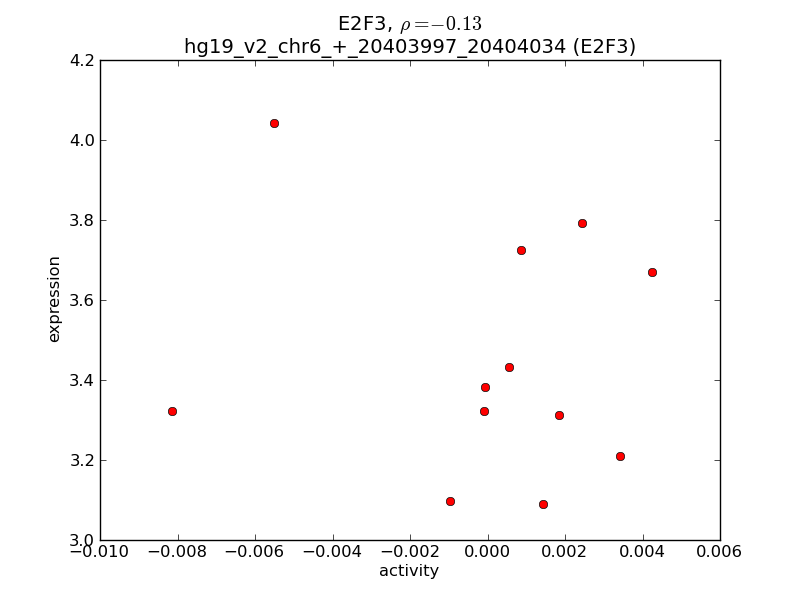 E2F3, ρ=−0.13
hg19_v2_chr6_+_20403997_20404034 (E2F3)
4.2
4.0
3.8
3.6
3.4
3.2
3.0
expression
−0.010 −0.008 −0.006 −0.004 −0.002 0.000 0.002 0.004 0.006
activity